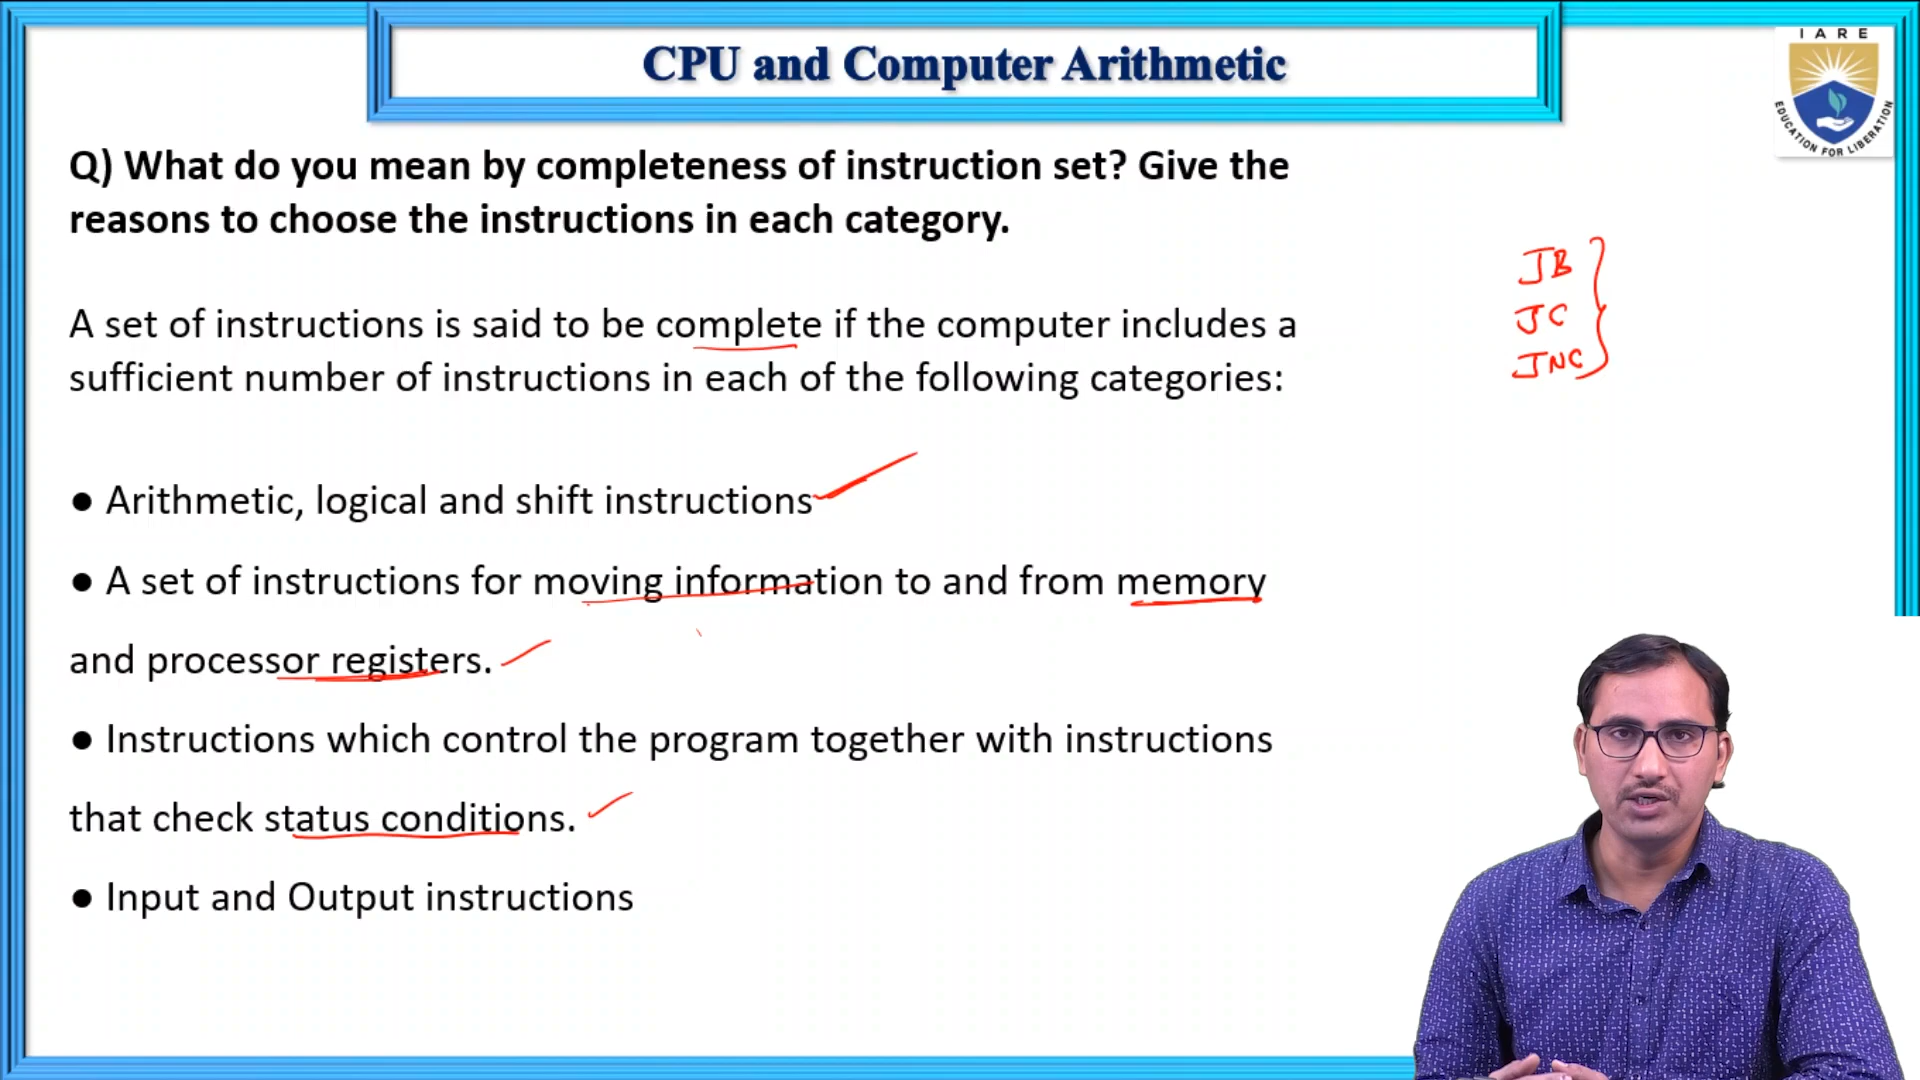 CPU and Computer Arithmetic
I A R E
EDUCATION FOR LIBERATION
Q) What do you mean by completeness of instruction set? Give the
reasons to choose the instructions in each category.
JB
JC
JNC
A set of instructions is said to be complete if the computer includes a
sufficient number of instructions in each of the following categories:
● Arithmetic, logical and shift instructions
● A set of instructions for moving information to and from memory
and processor registers.
● Instructions which control the program together with instructions
that check status conditions.
● Input and Output instructions